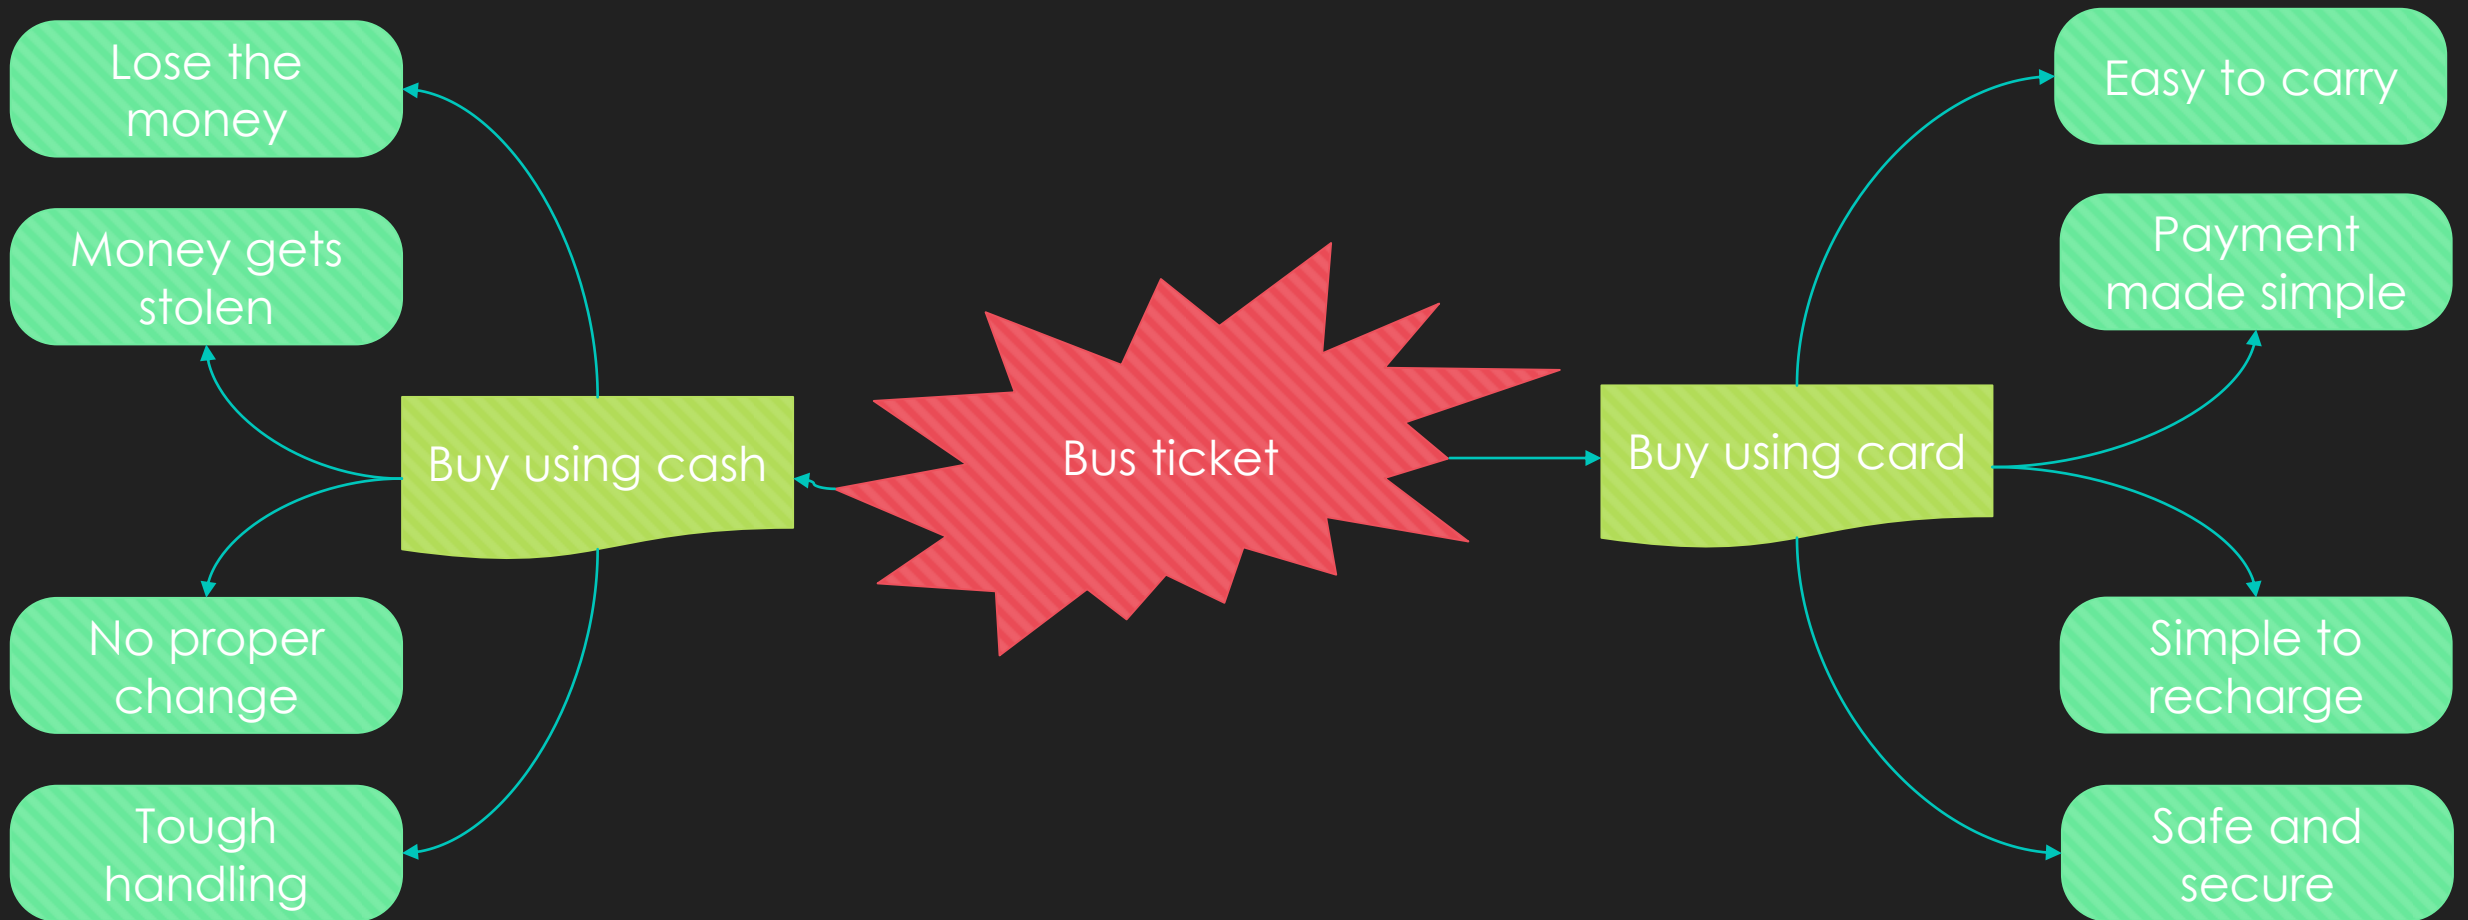 Lose the
money
Money gets
stolen
No proper
change
Tough
handling
Buy using cash
Bus ticket
Buy using card
Easy to carry
Payment
made simple
Simple to
recharge
Safe and
secure